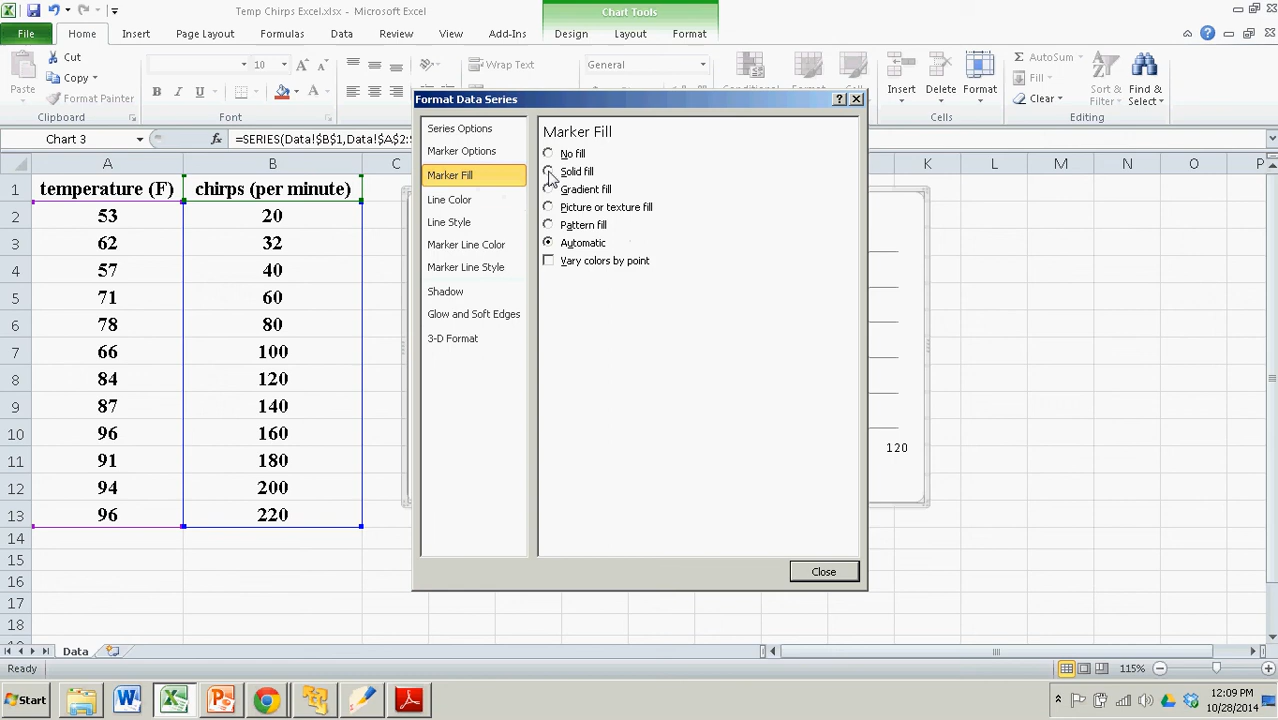 Temp Chirps Excel.xlsx - Microsoft Excel
Chart Tools
File Home Insert Page Layout Formulas Data Review View Add-Ins Design Layout Format
Cut
Copy
Format Painter
Paste
Clipboard
10
B I U
Font
Wrap Text
General
Insert Delete Format
Cells
AutoSum
Fill
Clear
Sort &
Filter
Find &
Select
Editing
Chart 3
fx
=SERIES(Data!$B$1,Data!$A$2:
A B C K L M N O P
1 temperature (F) chirps (per minute)
2 53 20
3 62 32
4 57 40
5 71 60
6 78 80
7 66 100
8 84 120
9 87 140
10 96 160
11 91 180
12 94 200
13 96 220
14
15
16
17
18
120
Format Data Series
Series Options
Marker Options
Marker Fill
Line Color
Line Style
Marker Line Color
Marker Line Style
Shadow
Glow and Soft Edges
3-D Format
Marker Fill
No fill
Solid fill
Gradient fill
Picture or texture fill
Pattern fill
Automatic
Vary colors by point
Close
Data
Ready
115%
Start
12:09 PM
10/28/2014